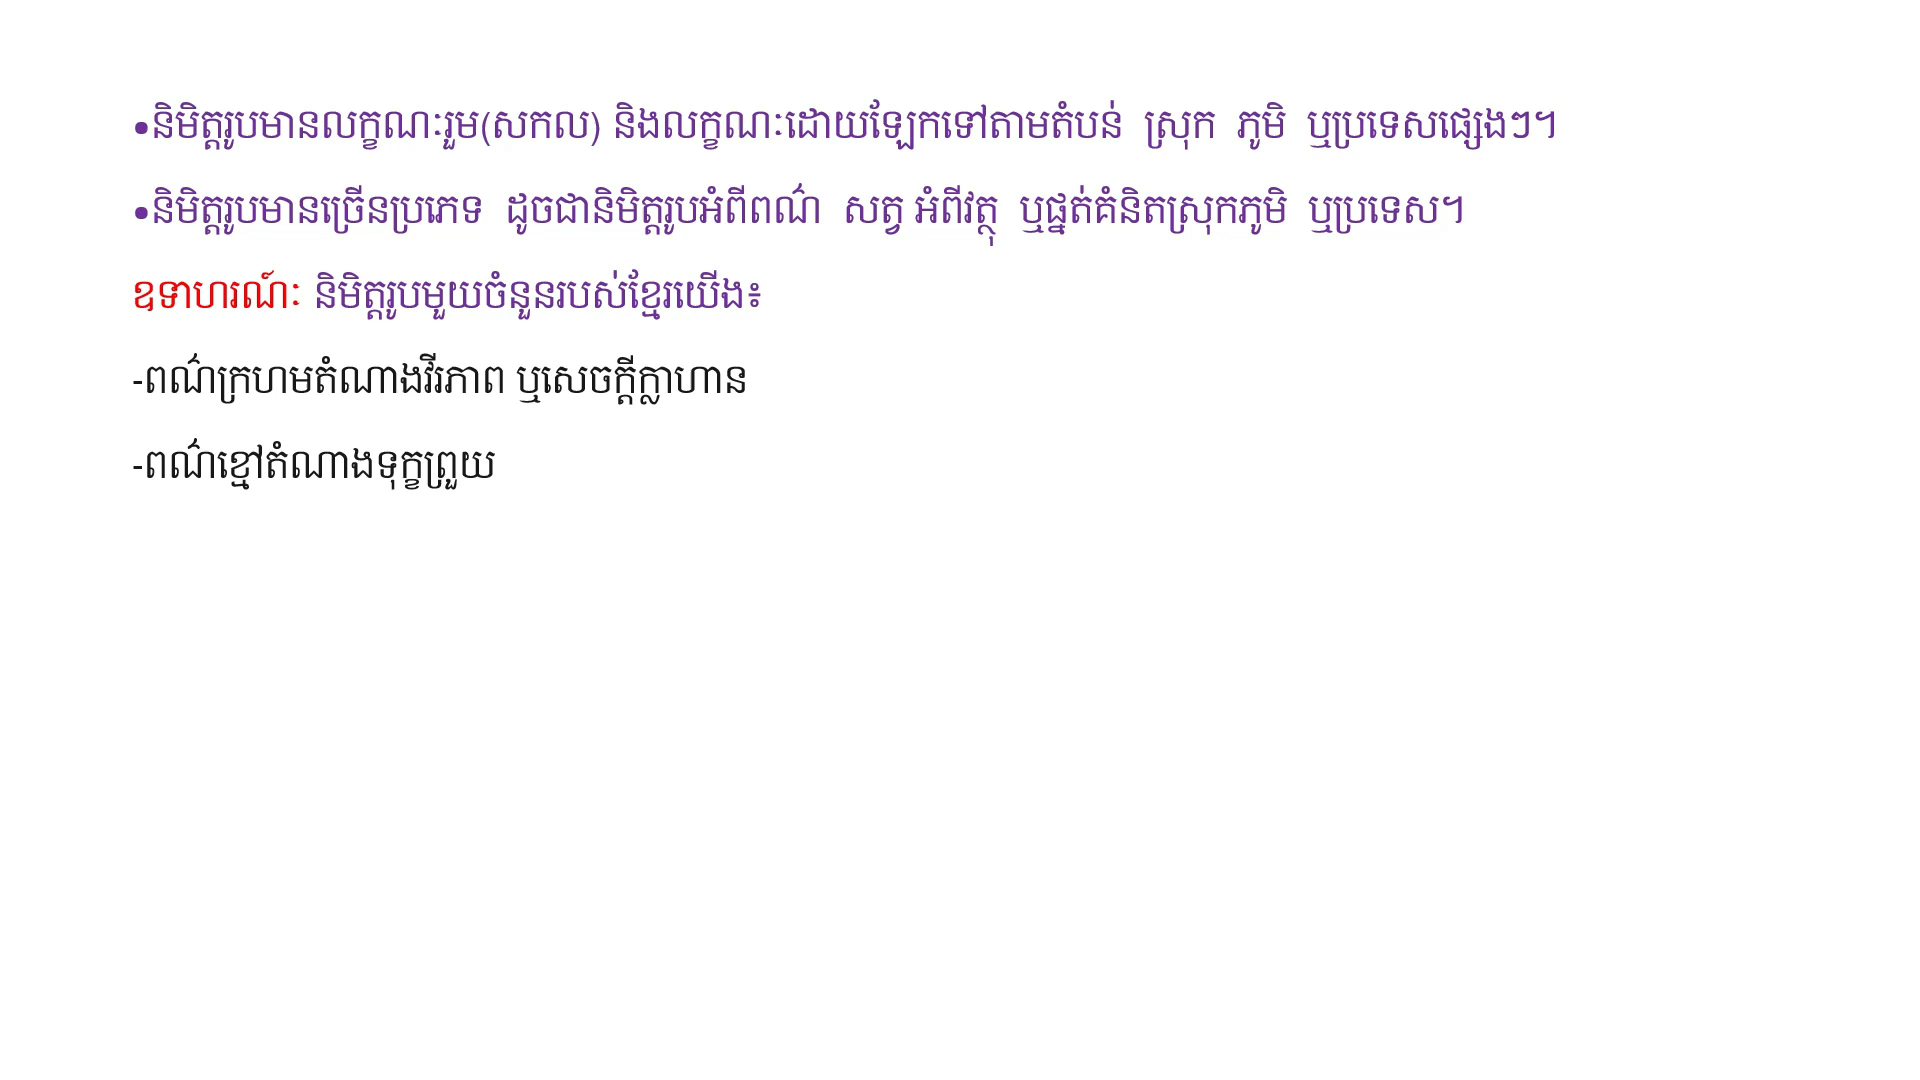 •និមិត្តរូបមានលក្ខណៈរួម(សកល) និងលក្ខណៈដោយឡែកទៅតាមតំបន់ ស្រុក ភូមិ ឬប្រទេសផ្សេងៗ។
•និមិត្តរូបមានច្រើនប្រភេទ ដូចជានិមិត្តរូបអំពីពណ៌ សត្វ អំពីវត្ថុ ឬផ្នត់គំនិតស្រុកភូមិ ឬប្រទេស។
ឧទាហរណ៍ៈ និមិត្តរូបមួយចំនួនរបស់ខ្មែរយើង៖
-ពណ៌ក្រហមតំណាងវីរភាព ឬសេចក្តីក្លាហាន
-ពណ៌ខ្មៅតំណាងទុក្ខព្រួយ